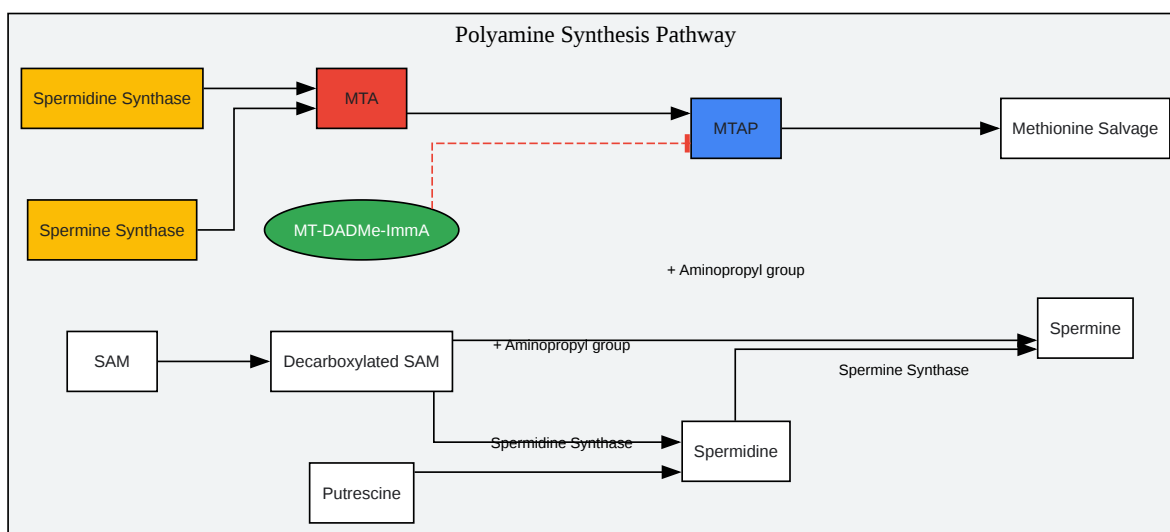 Polyamine Synthesis Pathway
Spermidine Synthase
MTA
MTAP
Methionine Salvage
Spermine Synthase
MT-DADMe-ImmA
+ Aminopropyl group
Spermine
SAM
Decarboxylated SAM
+ Aminopropyl group
Spermine Synthase
Spermidine Synthase
Spermidine
Putrescine